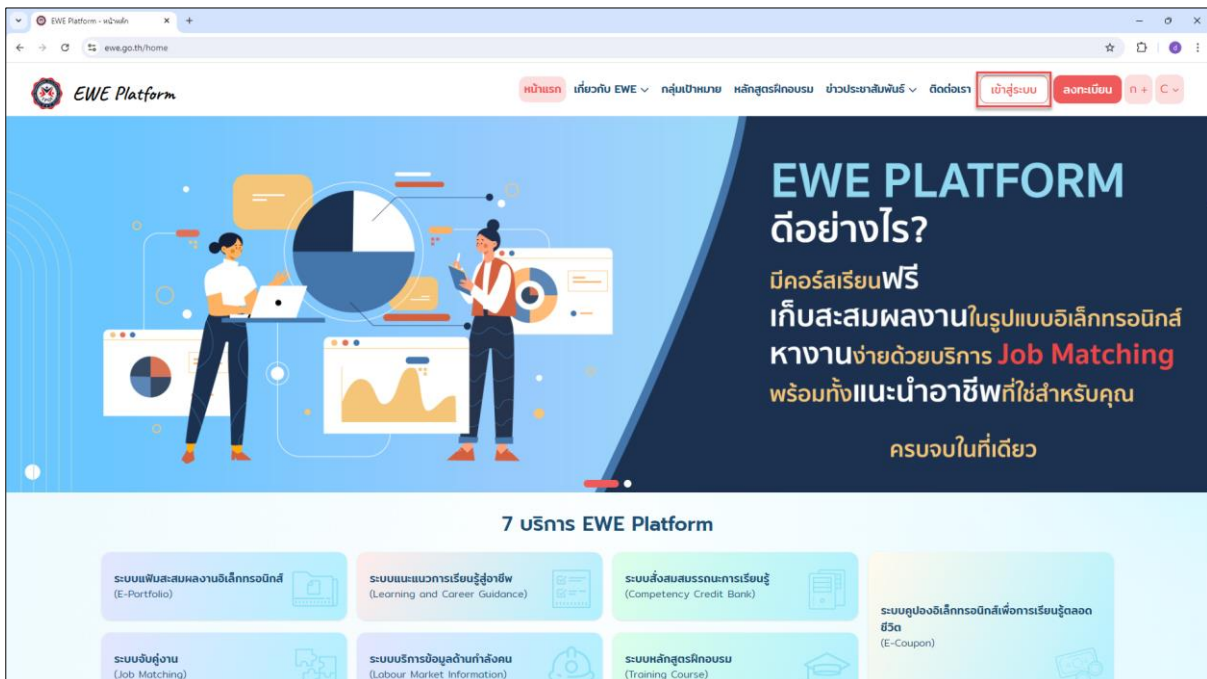 EWE Platform - หน้าหลัก
ewe.go.th/home
EWE Platform
หน้าแรก เกี่ยวกับ EWE กลุ่มเป้าหมาย หลักสูตรฝึกอบรม ข่าวประชาสัมพันธ์ ติดต่อเรา เข้าสู่ระบบ ลงทะเบียน ก + C
EWE PLATFORM
ดีอย่างไร?
มีคอร์สเรียนฟรี
เก็บสะสมผลงานในรูปแบบอิเล็กทรอนิกส์
หางานง่ายด้วยบริการ Job Matching
พร้อมทั้งแนะนำอาชีพที่ใช่สำหรับคุณ
ครบจบในที่เดียว
7 บริการ EWE Platform
ระบบแฟ้มสะสมผลงานอิเล็กทรอนิกส์
(E-Portfolio)
ระบบแนะแนวการเรียนรู้สู่อาชีพ
(Learning and Career Guidance)
ระบบสั่งสมสมรรถนะการเรียนรู้
(Competency Credit Bank)
ระบบคูปองอิเล็กทรอนิกส์เพื่อการเรียนรู้ตลอด
ชีวิต
(E-Coupon)
ระบบจับคู่งาน
(Job Matching)
ระบบบริการข้อมูลด้านกำลังคน
(Labour Market Information)
ระบบหลักสูตรฝึกอบรม
(Training Course)